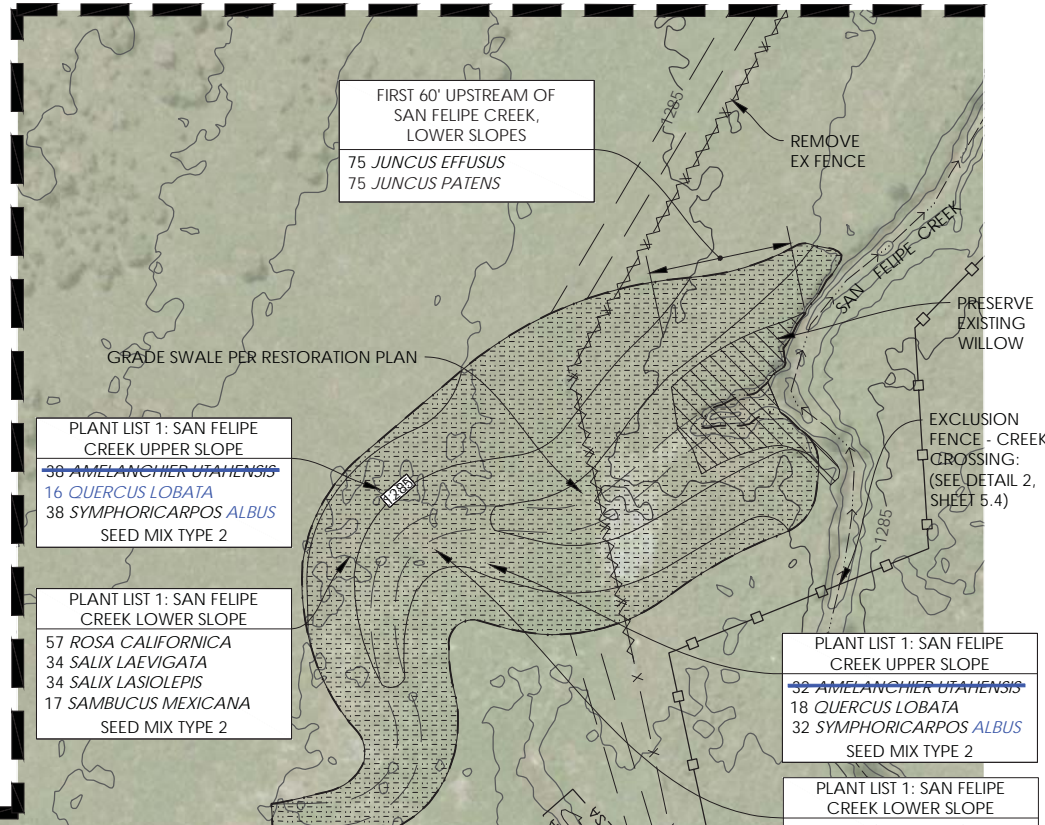 FIRST 60' UPSTREAM OF
SAN FELIPE CREEK,
LOWER SLOPES
75 JUNCUS EFFUSUS
75 JUNCUS PATENS
1285
REMOVE
EX FENCE
SAN FELIPE CREEK
PRESERVE
EXISTING
WILLOW
GRADE SWALE PER RESTORATION PLAN
PLANT LIST 1: SAN FELIPE
CREEK UPPER SLOPE
38 AMELANCHIER UTAHENSIS
16 QUERCUS LOBATA
38 SYMPHORICARPOS ALBUS
SEED MIX TYPE 2
1285
EXCLUSION
FENCE - CREEK
CROSSING:
(SEE DETAIL 2,
SHEET 5.4)
1285
PLANT LIST 1: SAN FELIPE
CREEK LOWER SLOPE
57 ROSA CALIFORNICA
34 SALIX LAEVIGATA
34 SALIX LASIOLEPIS
17 SAMBUCUS MEXICANA
SEED MIX TYPE 2
PLANT LIST 1: SAN FELIPE
CREEK UPPER SLOPE
32 AMELANCHIER UTAHENSIS
18 QUERCUS LOBATA
32 SYMPHORICARPOS ALBUS
SEED MIX TYPE 2
PLANT LIST 1: SAN FELIPE
CREEK LOWER SLOPE